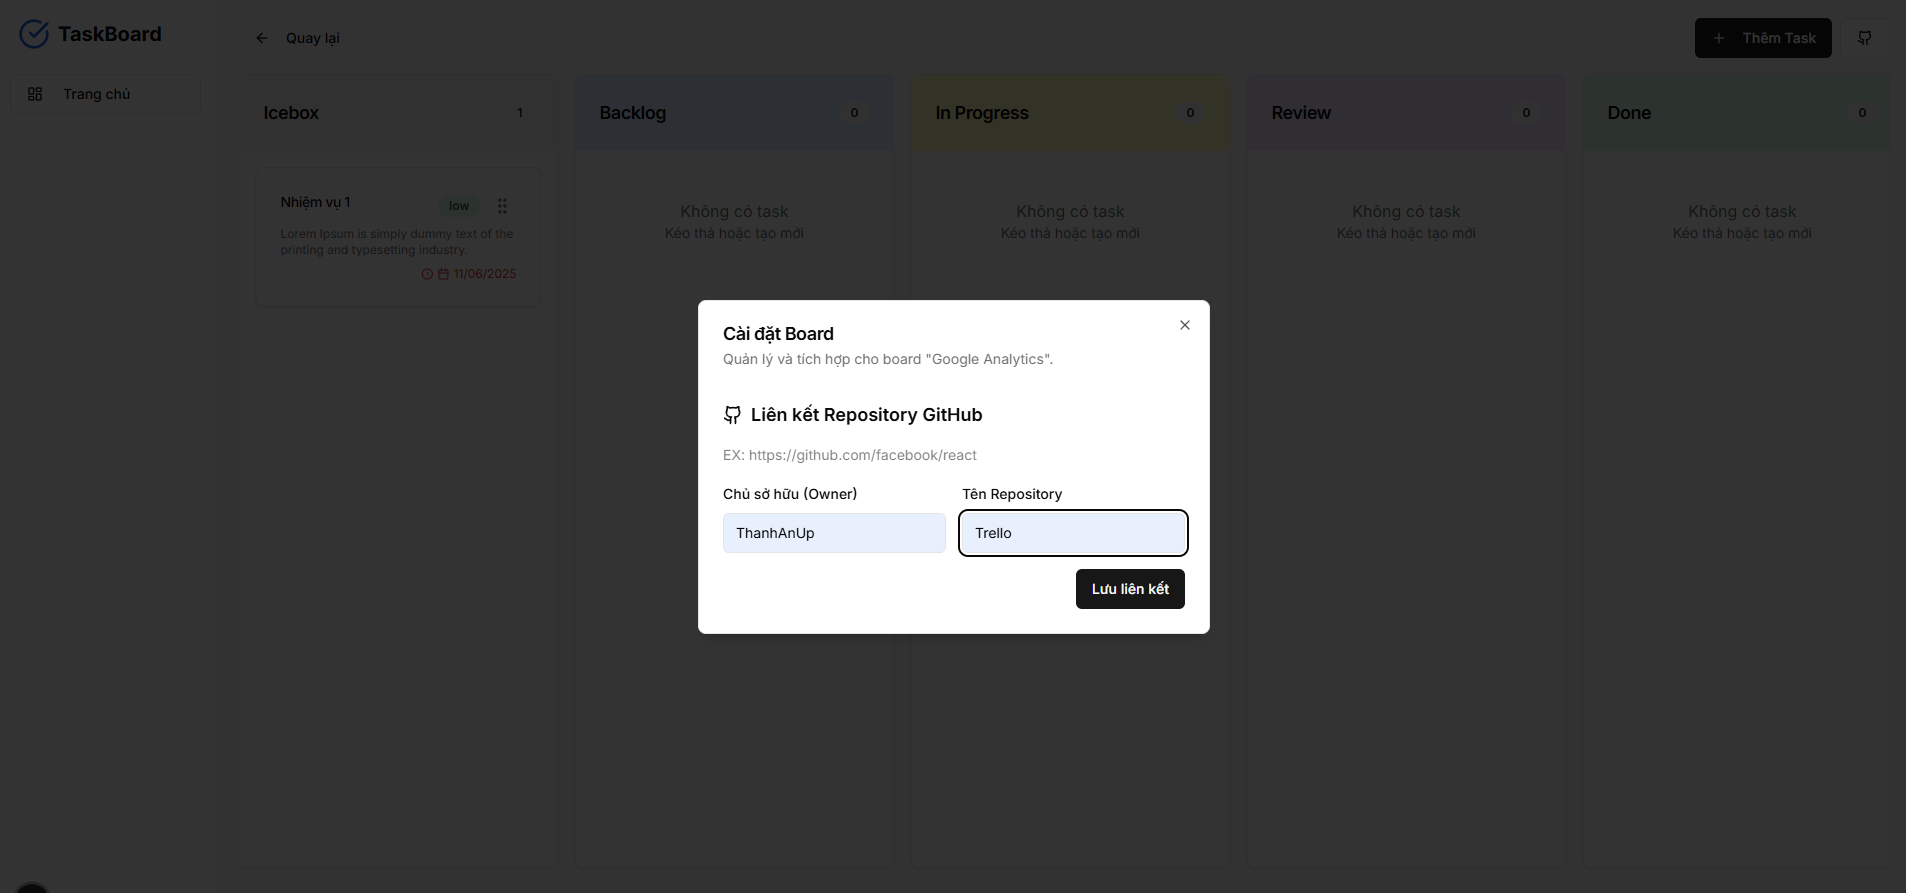 TaskBoard
Trang chủ
Quay lại
Thêm Task
Icebox 1
Nhiệm vụ 1 low
Lorem Ipsum is simply dummy text of the
printing and typesetting industry.
11/06/2025
Backlog 0
Không có task
Kéo thả hoặc tạo mới
In Progress 0
Không có task
Kéo thả hoặc tạo mới
Review 0
Không có task
Kéo thả hoặc tạo mới
Done 0
Không có task
Kéo thả hoặc tạo mới
Cài đặt Board
Quản lý và tích hợp cho board "Google Analytics".
Liên kết Repository GitHub
EX: https://github.com/facebook/react
Chủ sở hữu (Owner)
ThanhAnUp
Tên Repository
Trello
Lưu liên kết